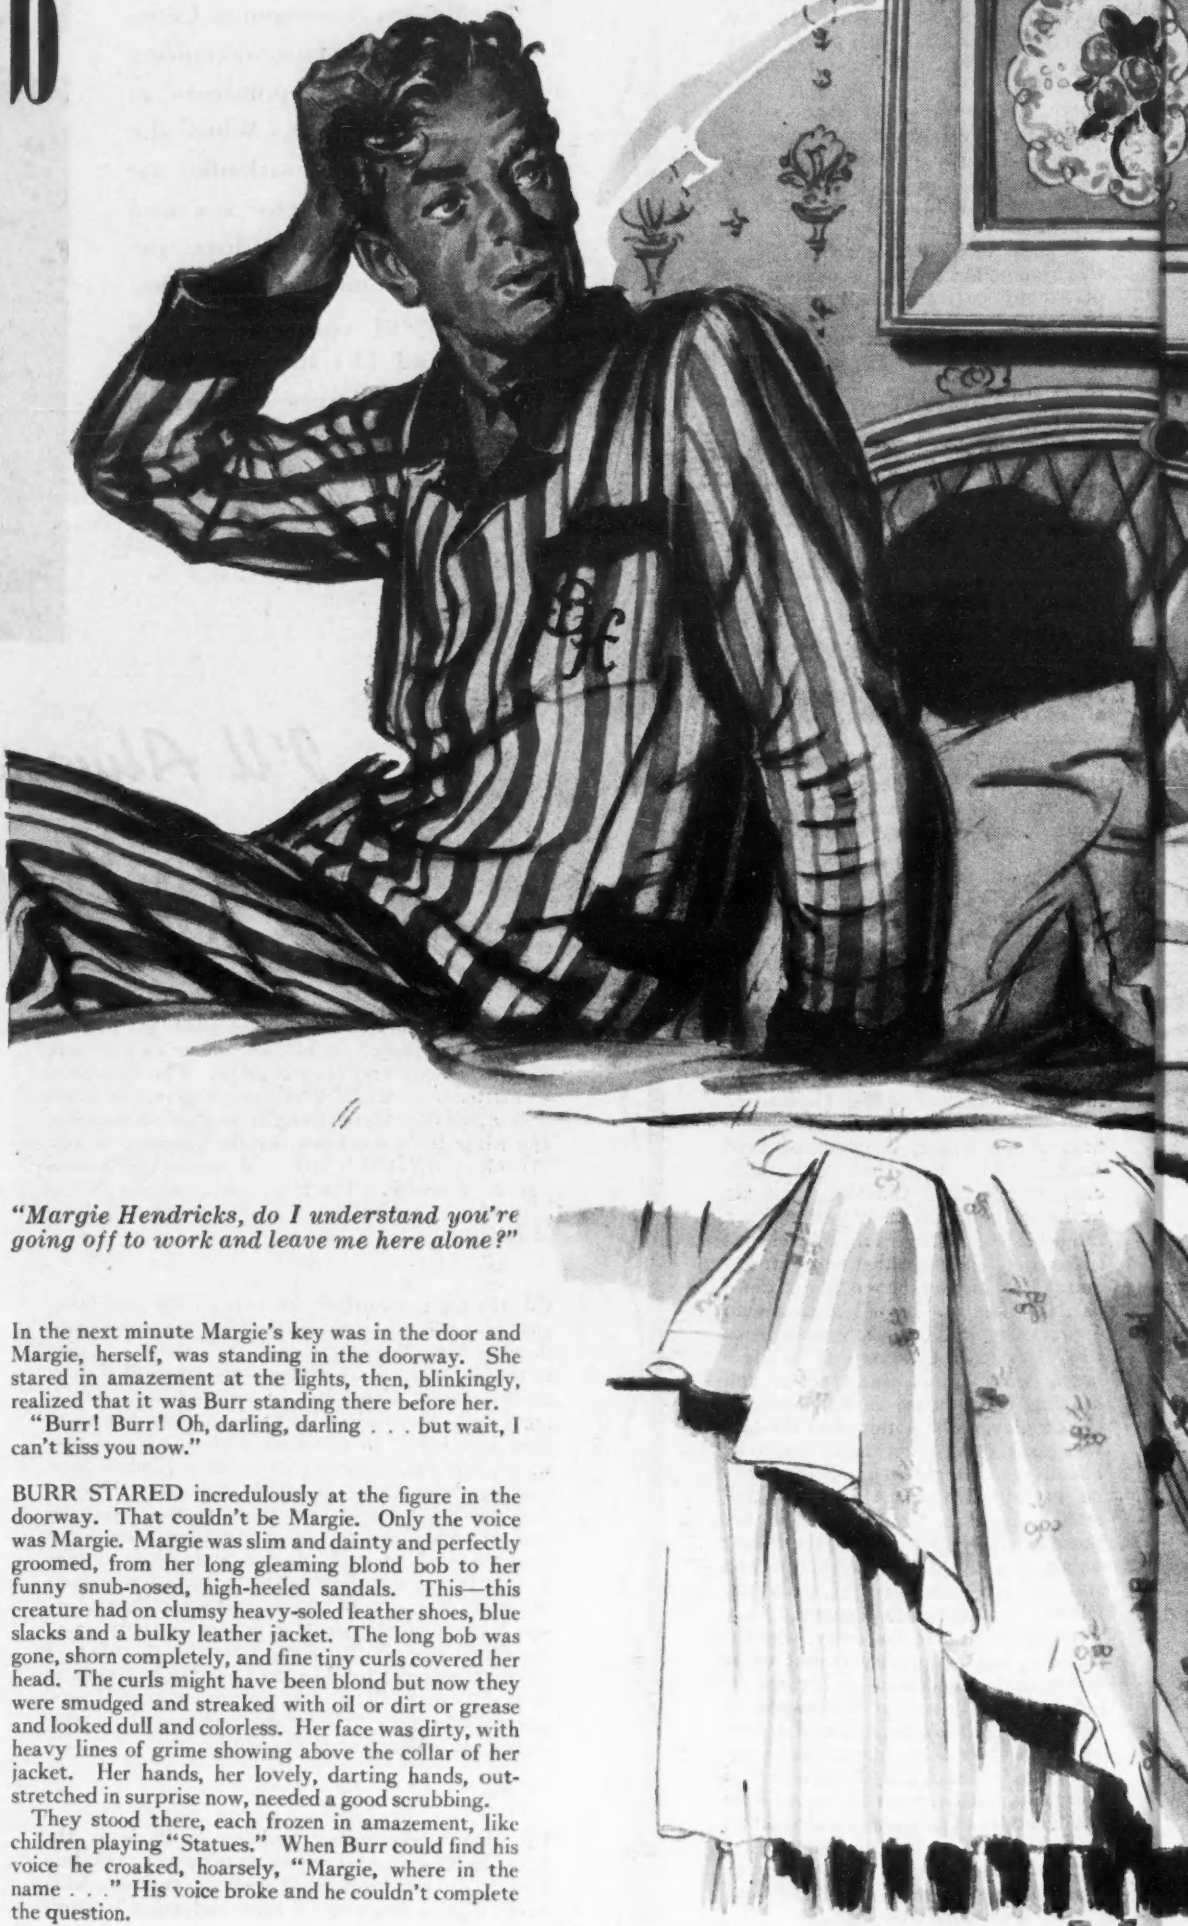 "Margie Hendricks, do I understand you're
going off to work and leave me here alone?"
In the next minute Margie's key was in the door and
Margie, herself, was standing in the doorway. She
stared in amazement at the lights, then, blinkingly,
realized that it was Burr standing there before her.
"Burr! Burr! Oh, darling, darling . . . but wait, I
can't kiss you now."
BURR STARED incredulously at the figure in the
doorway. That couldn't be Margie. Only the voice
was Margie. Margie was slim and dainty and perfectly
groomed, from her long gleaming blond bob to her
funny snub-nosed, high-heeled sandals. This—this
creature had on clumsy heavy-soled leather shoes, blue
slacks and a bulky leather jacket. The long bob was
gone, shorn completely, and fine tiny curls covered her
head. The curls might have been blond but now they
were smudged and streaked with oil or dirt or grease
and looked dull and colorless. Her face was dirty, with
heavy lines of grime showing above the collar of her
jacket. Her hands, her lovely, darting hands, out-
stretched in surprise now, needed a good scrubbing.
They stood there, each frozen in amazement, like
children playing "Statues." When Burr could find his
voice he croaked, hoarsely, "Margie, where in the
name . . ." His voice broke and he couldn't complete
the question.